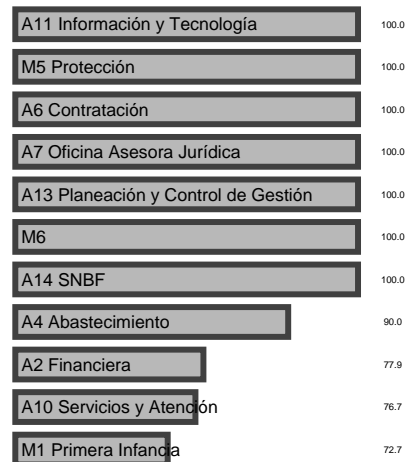 A11 Información y Tecnología 100.0
M5 Protección 100.0
A6 Contratación 100.0
A7 Oficina Asesora Jurídica 100.0
A13 Planeación y Control de Gestión 100.0
M6 100.0
A14 SNBF 100.0
A4 Abastecimiento 90.0
A2 Financiera 77.9
A10 Servicios y Atención 76.7
M1 Primera Infancia 72.7